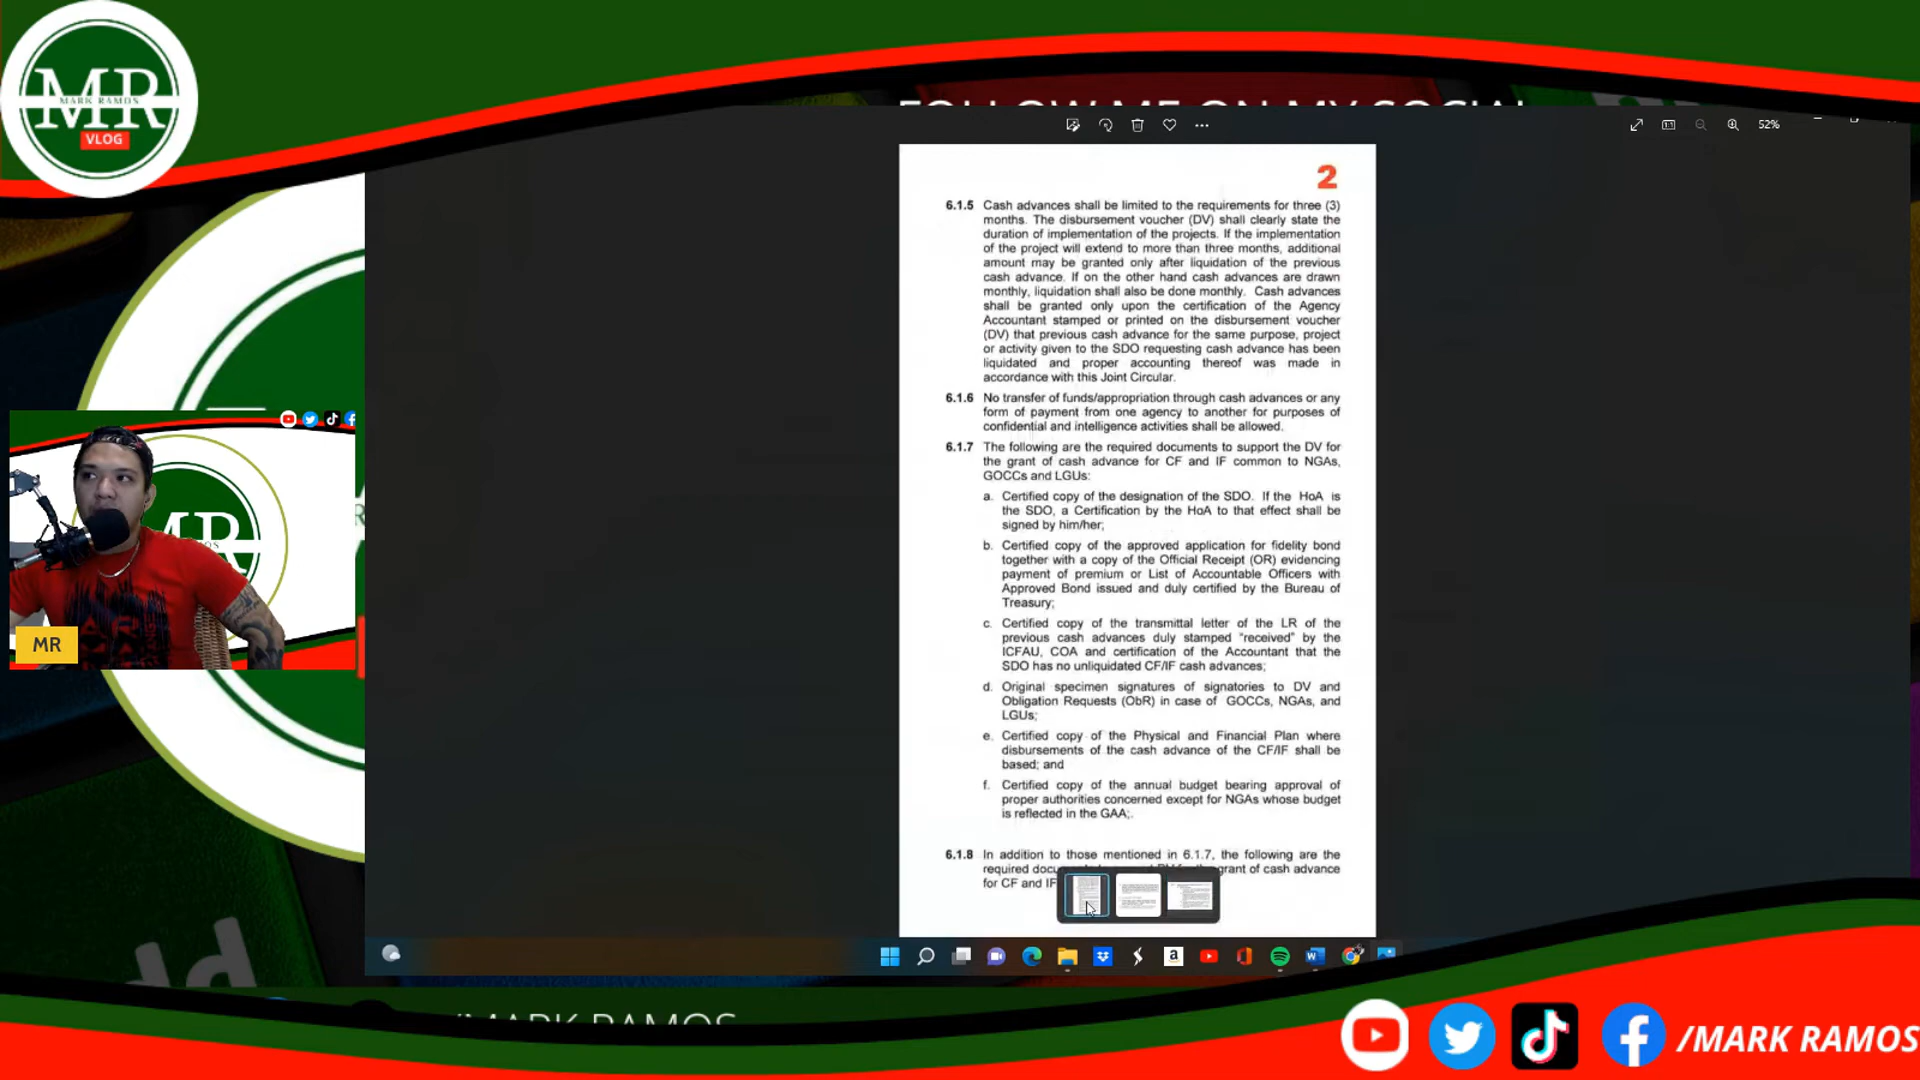 MR
MARK RAMOS
VLOG
FOLLOW ME ON MY SOCIAL
52%
2
6.1.5 Cash advances shall be limited to the requirements for three (3)
months. The disbursement voucher (DV) shall clearly state the
duration of implementation of the projects. If the implementation
of the project will extend to more than three months, additional
amount may be granted only after liquidation of the previous
cash advance. If on the other hand cash advances are drawn
monthly, liquidation shall also be done monthly. Cash advances
shall be granted only upon the certification of the Agency
Accountant stamped or printed on the disbursement voucher
(DV) that previous cash advance for the same purpose, project
or activity given to the SDO requesting cash advance has been
liquidated and proper accounting thereof was made in
accordance with this Joint Circular.
6.1.6 No transfer of funds/appropriation through cash advances or any
form of payment from one agency to another for purposes of
confidential and intelligence activities shall be allowed.
6.1.7 The following are the required documents to support the DV for
the grant of cash advance for CF and IF common to NGAs,
GOCCs and LGUs:
a. Certified copy of the designation of the SDO. If the HoA is
the SDO, a Certification by the HoA to that effect shall be
signed by him/her;
b. Certified copy of the approved application for fidelity bond
together with a copy of the Official Receipt (OR) evidencing
payment of premium or List of Accountable Officers with
Approved Bond issued and duly certified by the Bureau of
Treasury;
c. Certified copy of the transmittal letter of the LR of the
previous cash advances duly stamped "received" by the
ICFAU, COA and certification of the Accountant that the
SDO has no unliquidated CF/IF cash advances;
d. Original specimen signatures of signatories to DV and
Obligation Requests (ObR) in case of GOCCs, NGAs, and
LGUs;
e. Certified copy of the Physical and Financial Plan where
disbursements of the cash advance of the CF/IF shall be
based; and
f. Certified copy of the annual budget bearing approval of
proper authorities concerned except for NGAs whose budget
is reflected in the GAA;.
6.1.8 In addition to those mentioned in 6.1.7, the following are the
required grant of cash advance
for CF and IF
MR
MR
/MARK RAMOS
/MARK RAMOS